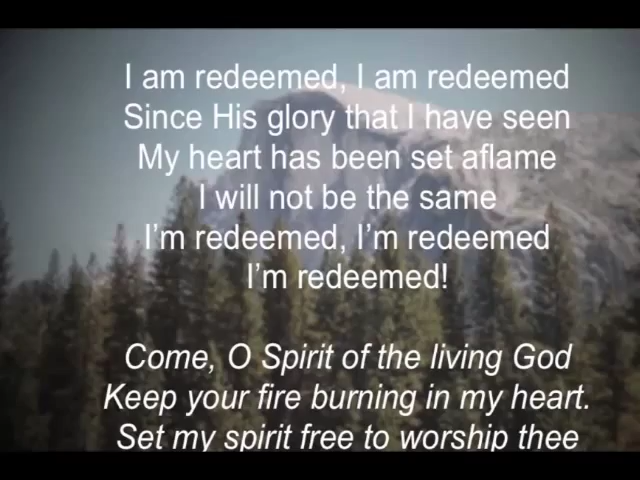 I am redeemed, I am redeemed
Since His glory that I have seen
My heart has been set aflame
I will not be the same
I’m redeemed, I’m redeemed
I’m redeemed!
Come, O Spirit of the living God
Keep your fire burning in my heart.
Set my spirit free to worship thee